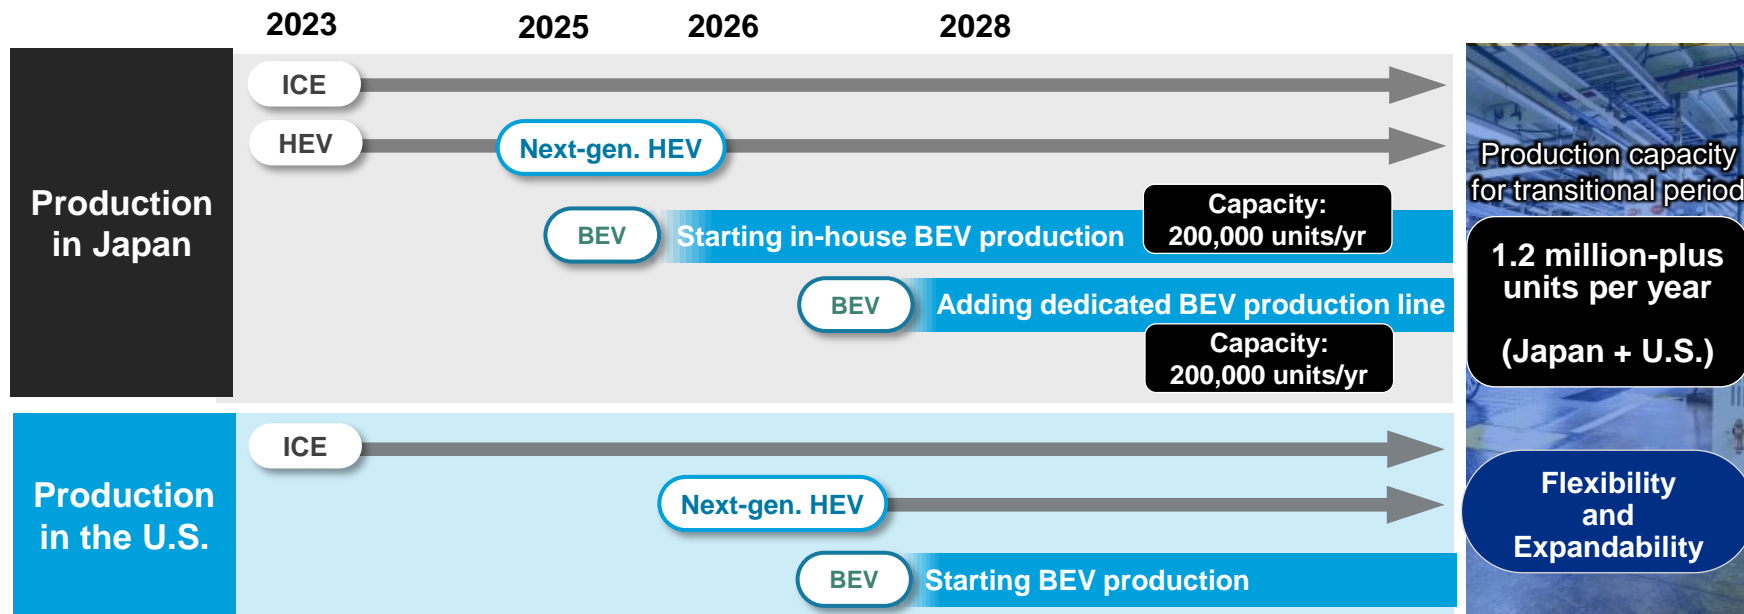 2023
2025
2026
2028
Production
in Japan
ICE
HEV
Next-gen. HEV
BEV
Starting in-house BEV production
Capacity:
200,000 units/yr
BEV
Adding dedicated BEV production line
Capacity:
200,000 units/yr
Production
in the U.S.
ICE
Next-gen. HEV
BEV
Starting BEV production
Production capacity
for transitional period
1.2 million-plus
units per year
(Japan + U.S.)
Flexibility
and
Expandability